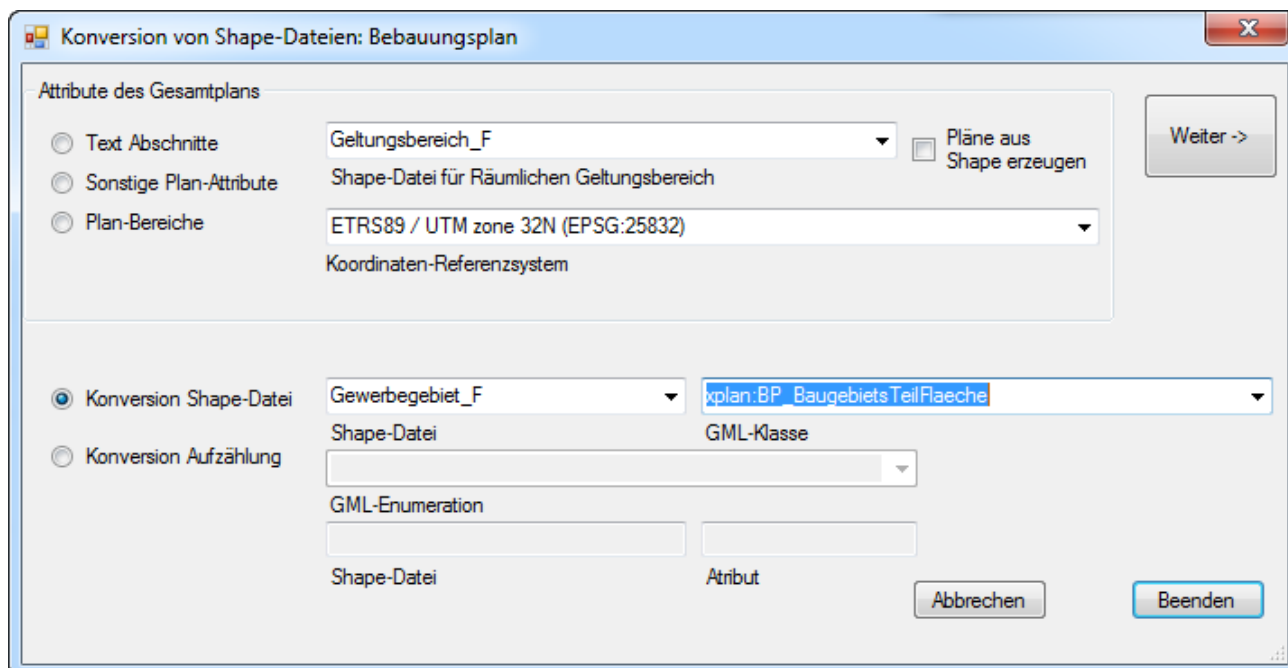 Konversion von Shape-Dateien: Bebauungsplan
Attribute des Gesamtplans
Text Abschnitte
Geltungsbereich_F
Pläne aus
Shape erzeugen
Weiter ->
Sonstige Plan-Attribute
Shape-Datei für Räumlichen Geltungsbereich
Plan-Bereiche
ETRS89 / UTM zone 32N (EPSG:25832)
Koordinaten-Referenzsystem
Konversion Shape-Datei
Gewerbegebiet_F
xplan:BP_BaugebietsTeilFlaeche
Shape-Datei
GML-Klasse
Konversion Aufzählung
GML-Enumeration
Shape-Datei
Atribut
Abbrechen
Beenden